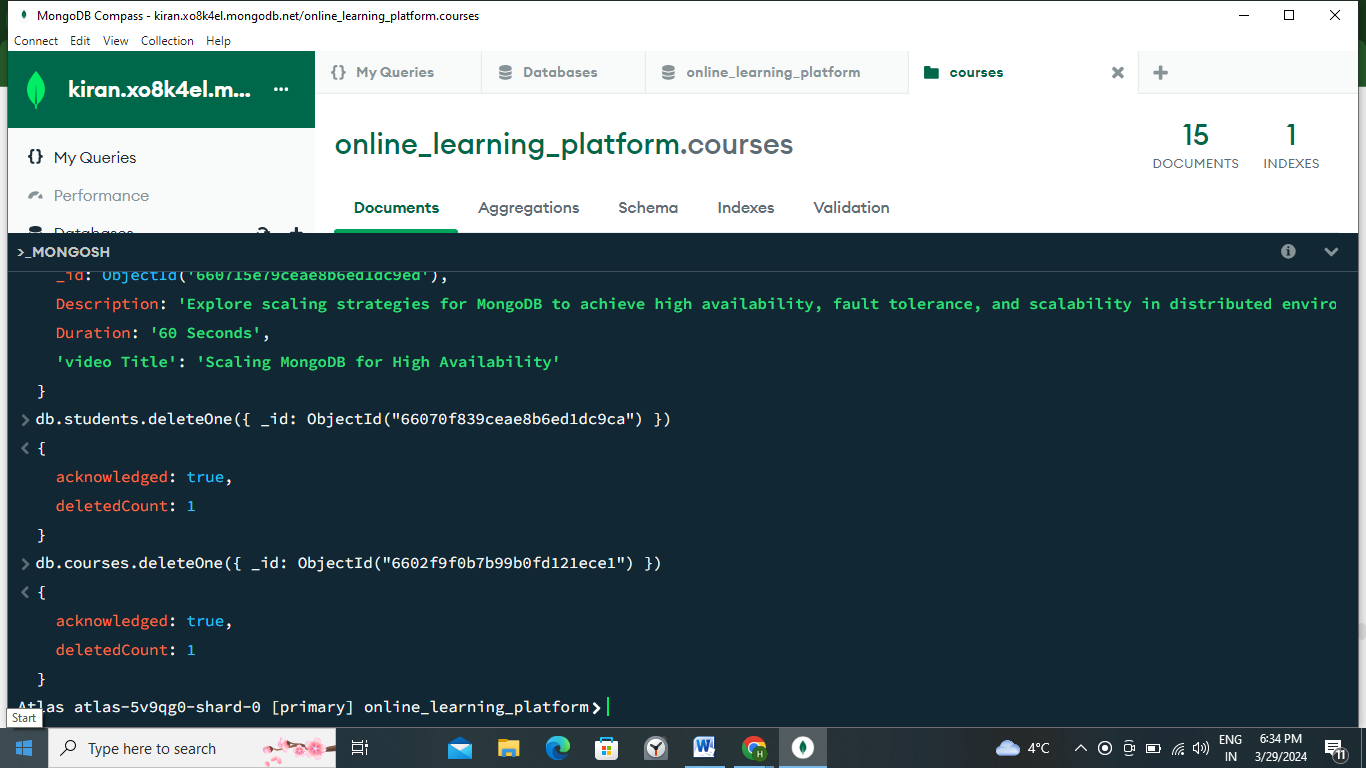 MongoDB Compass - kiran.xo8k4el.mongodb.net/online_learning_platform.courses
Connect Edit View Collection Help
kiran.xo8k4el.m... ...
{} My Queries
Databases
online_learning_platform
courses
My Queries
Performance
Databases
online_learning_platform.courses
15
DOCUMENTS
1
INDEXES
Documents Aggregations Schema Indexes Validation
>_MONGOSH
_id: ObjectId('660715e79ceae8b6ed1dc9ed'),
Description: 'Explore scaling strategies for MongoDB to achieve high availability, fault tolerance, and scalability in distributed enviro
Duration: '60 Seconds',
'video Title': 'Scaling MongoDB for High Availability'
}
> db.students.deleteOne({ _id: ObjectId("66070f839ceae8b6ed1dc9ca") })
< {
acknowledged: true,
deletedCount: 1
}
> db.courses.deleteOne({ _id: ObjectId("6602f9f0b7b99b0fd121ece1") })
< {
acknowledged: true,
deletedCount: 1
}
Atlas atlas-5v9qg0-shard-0 [primary] online_learning_platform>
Start
Type here to search
4°C
ENG
IN
6:34 PM
3/29/2024
11